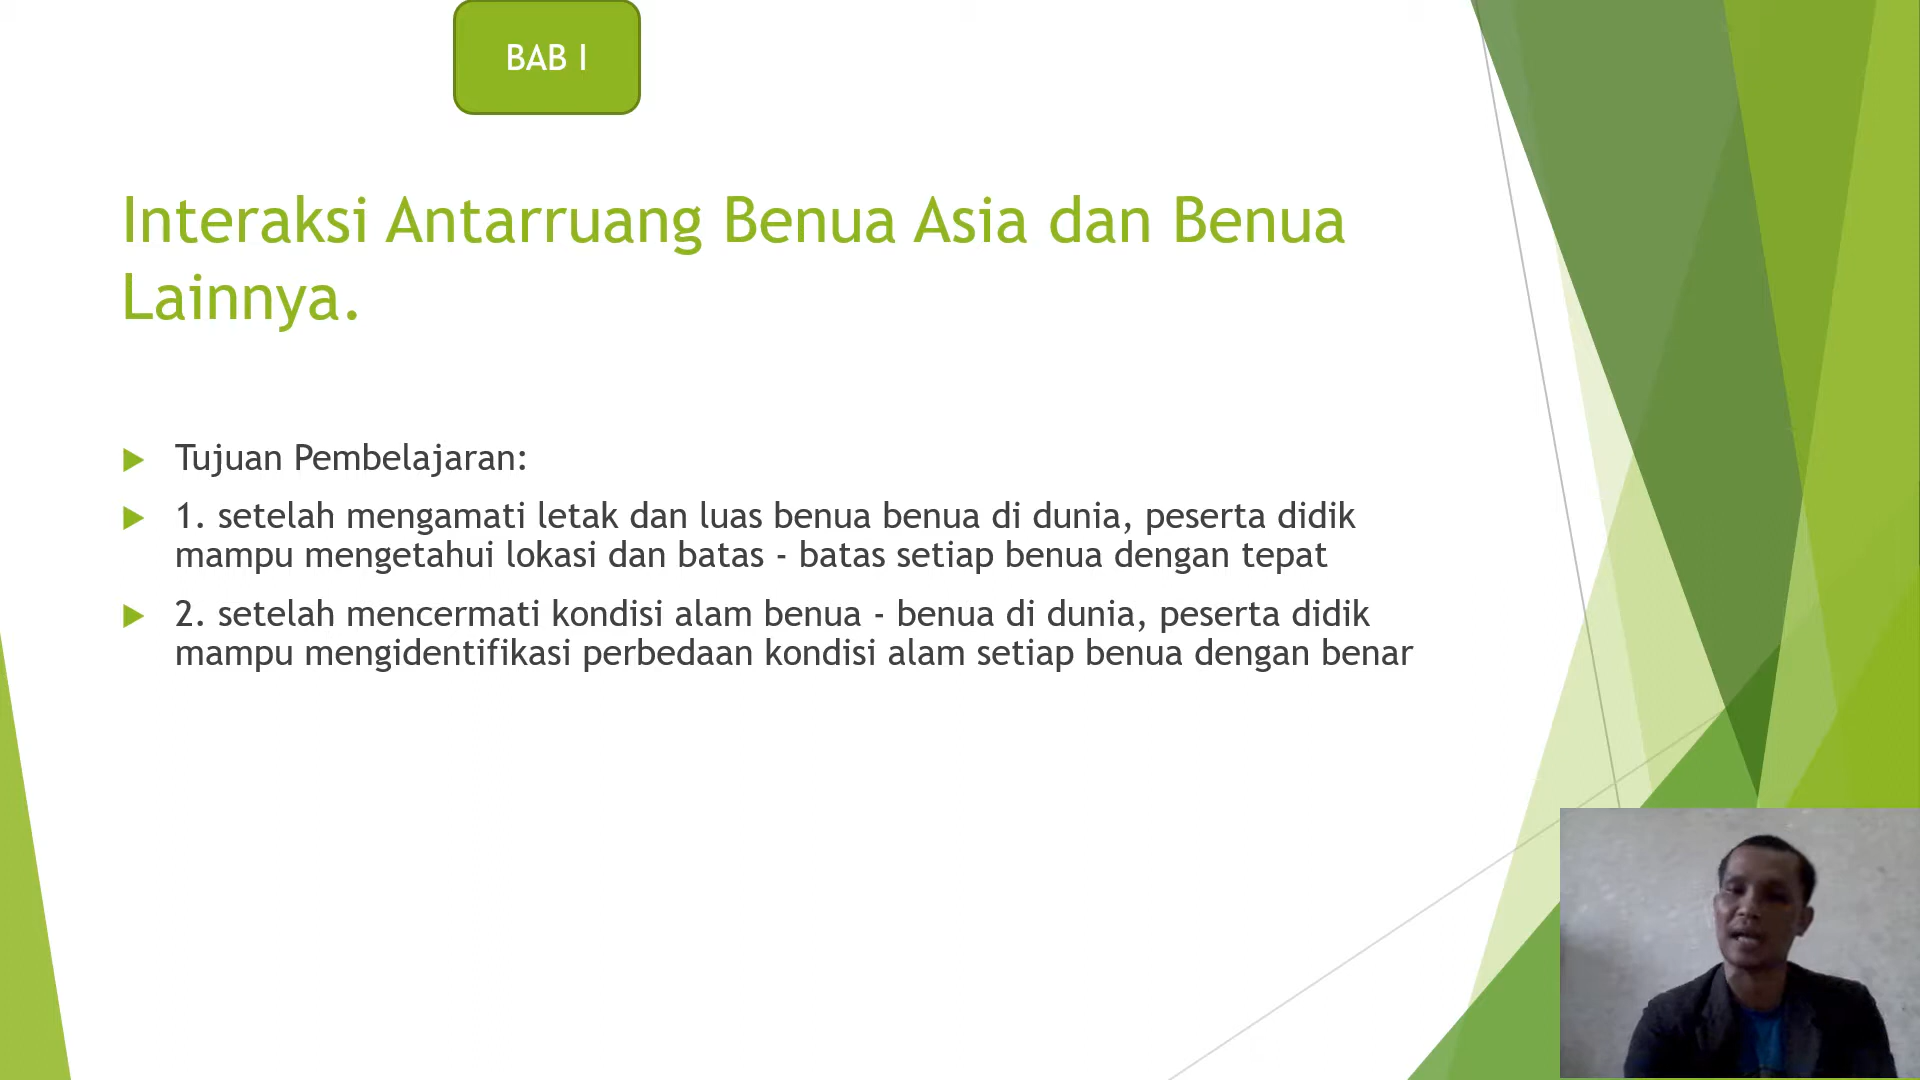 BAB I
Interaksi Antarruang Benua Asia dan Benua
Lainnya.
Tujuan Pembelajaran:
1. setelah mengamati letak dan luas benua benua di dunia, peserta didik
mampu mengetahui lokasi dan batas - batas setiap benua dengan tepat
2. setelah mencermati kondisi alam benua - benua di dunia, peserta didik
mampu mengidentifikasi perbedaan kondisi alam setiap benua dengan benar